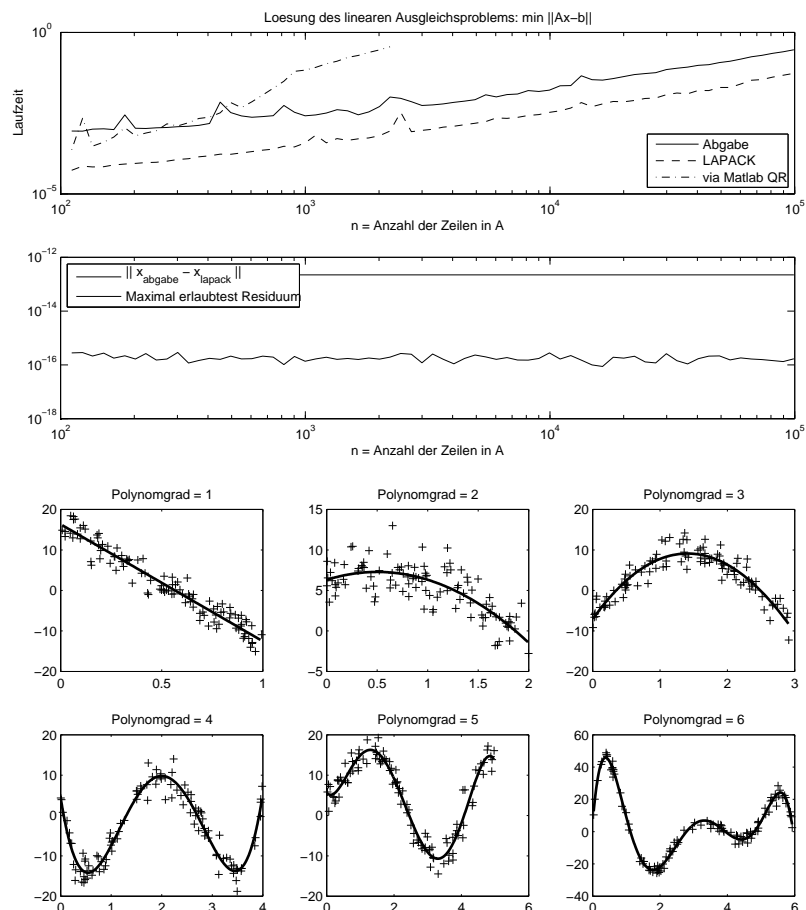 Loesung des linearen Ausgleichsproblems: min ||Ax−b||
10^0
10^−5
Laufzeit
10^2 10^3 10^4 10^5
n = Anzahl der Zeilen in A
Abgabe
LAPACK
via Matlab QR
10^−12
10^−14
10^−16
10^−18
|| x_abgabe − x_lapack ||
Maximal erlaubtest Residuum
10^2 10^3 10^4 10^5
n = Anzahl der Zeilen in A
Polynomgrad = 1
20
10
0
−10
−20
0 0.5 1
Polynomgrad = 2
15
10
5
0
−5
0 0.5 1 1.5 2
Polynomgrad = 3
20
10
0
−10
−20
0 1 2 3
Polynomgrad = 4
20
10
0
−10
−20
0 1 2 3 4
Polynomgrad = 5
20
10
0
−10
−20
0 2 4 6
Polynomgrad = 6
60
40
20
0
−20
−40
0 2 4 6